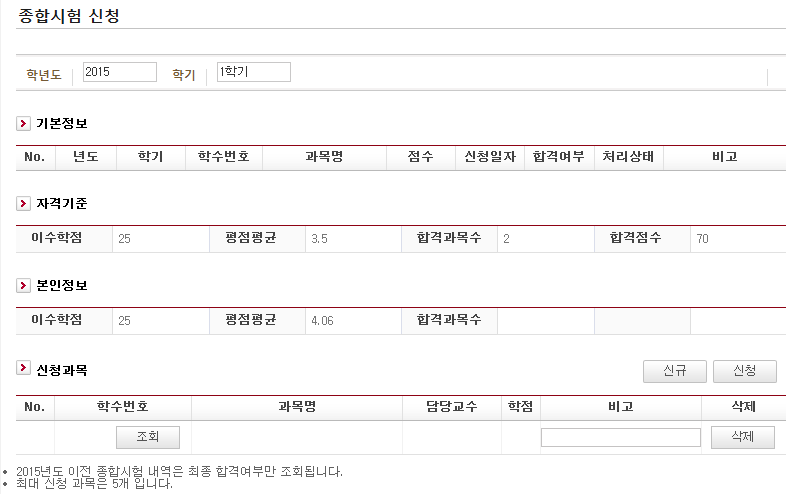 종합시험 신청
학년도 2015 학기 1학기
기본정보
No. 년도 학기 학수번호 과목명 점수 신청일자 합격여부 처리상태 비고
자격기준
이수학점 25 평점평균 3.5 합격과목수 2 합격점수 70
본인정보
이수학점 25 평점평균 4.06 합격과목수
신청과목 신규 신청
No. 학수번호 과목명 담당교수 학점 비고 삭제
조회 삭제
• 2015년도 이전 종합시험 내역은 최종 합격여부만 조회됩니다.
• 최대 신청 과목은 5개 입니다.